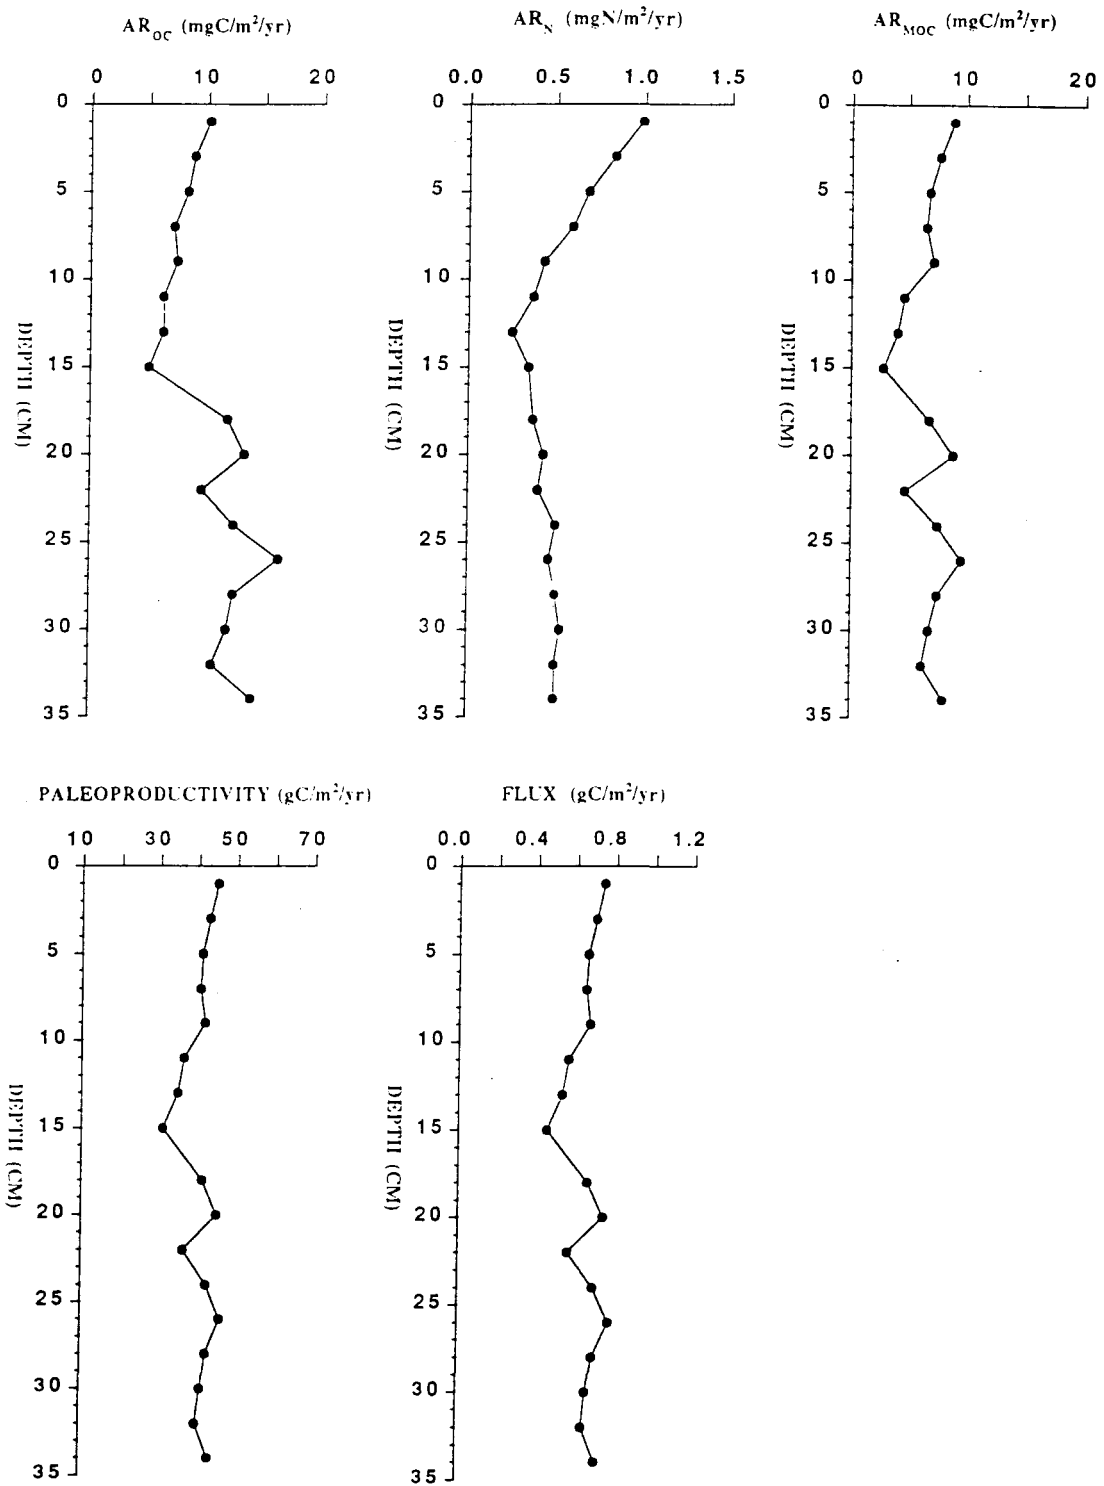 AR_OC (mgC/m²/yr)
0 10 20
0
5
10
15
20
25
30
35
DEPTH (CM)
AR_N (mgN/m²/yr)
0.0 0.5 1.0 1.5
0
5
10
15
20
25
30
35
DEPTH (CM)
AR_MOC (mgC/m²/yr)
0 10 20
0
5
10
15
20
25
30
35
DEPTH (CM)
PALEOPRODUCTIVITY (gC/m²/yr)
10 30 50 70
0
5
10
15
20
25
30
35
DEPTH (CM)
FLUX (gC/m²/yr)
0.0 0.4 0.8 1.2
0
5
10
15
20
25
30
35
DEPTH (CM)